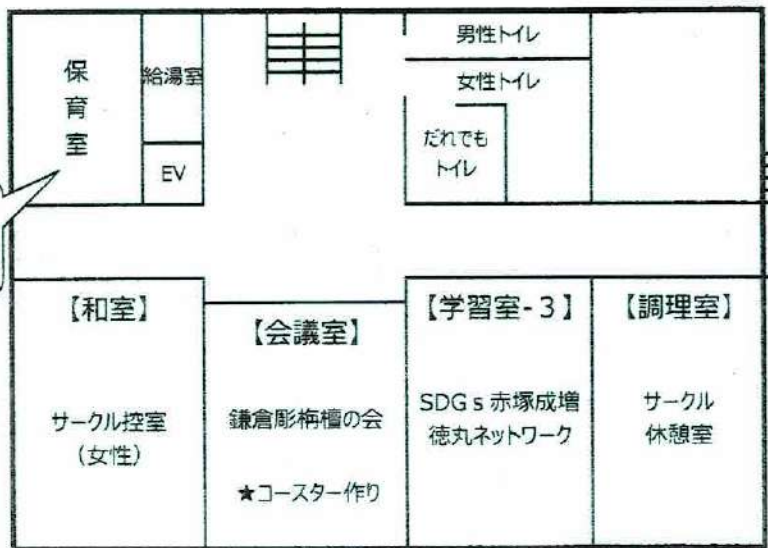 保育室
給湯室
EV
男性トイレ
女性トイレ
だれでも
トイレ
【和室】
サークル控室
(女性)
【会議室】
鎌倉彫栴檀の会
★コースター作り
【学習室-3】
SDGs赤塚成増
徳丸ネットワーク
【調理室】
サークル
休憩室